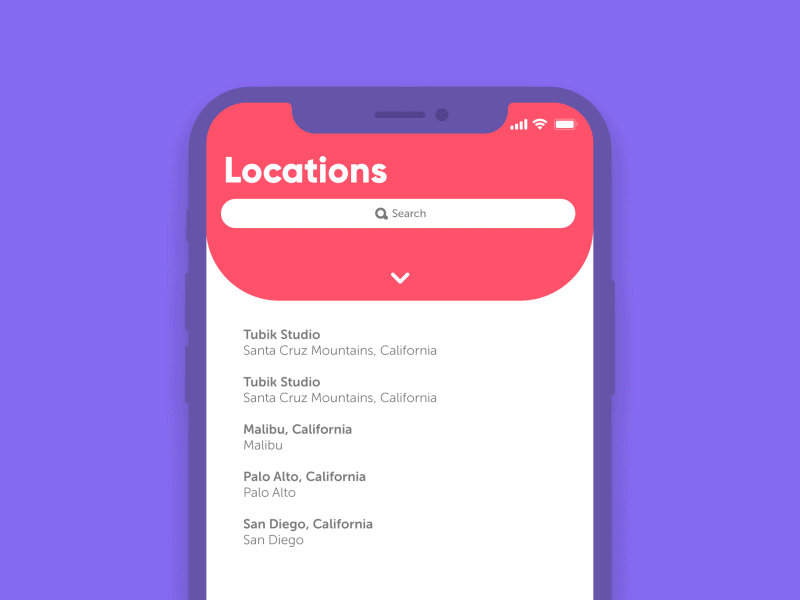 Locations
Search
Tubik Studio
Santa Cruz Mountains, California
Tubik Studio
Santa Cruz Mountains, California
Malibu, California
Malibu
Palo Alto, California
Palo Alto
San Diego, California
San Diego